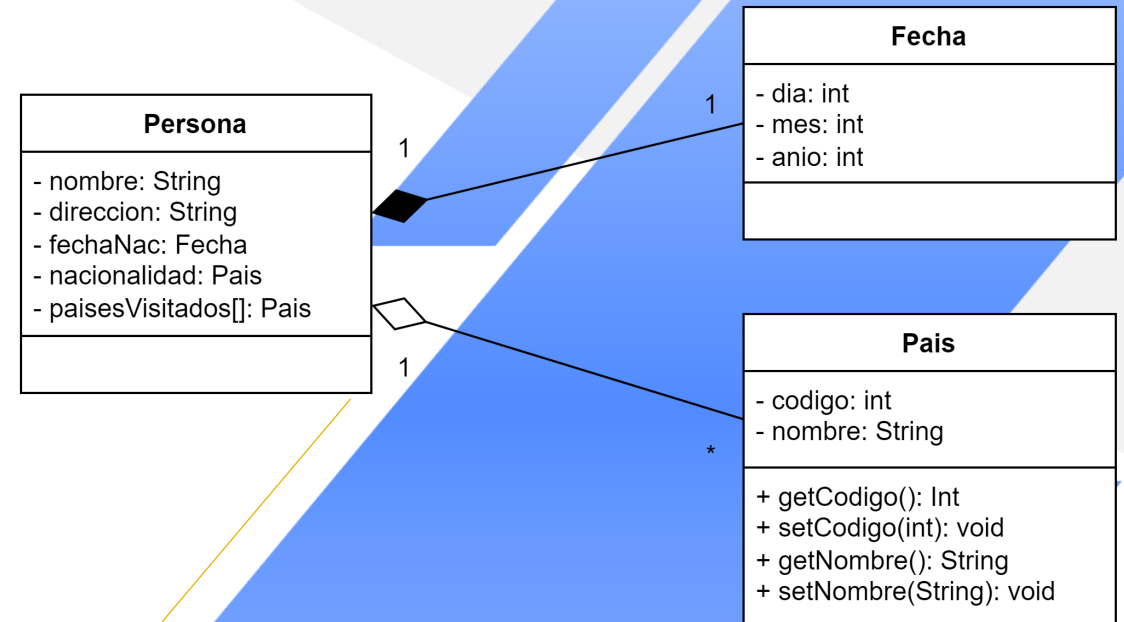 Persona
- nombre: String
- direccion: String
- fechaNac: Fecha
- nacionalidad: Pais
- paisesVisitados[]: Pais
1
1
Fecha
- dia: int
- mes: int
- anio: int
1
*
Pais
- codigo: int
- nombre: String
+ getCodigo(): Int
+ setCodigo(int): void
+ getNombre(): String
+ setNombre(String): void